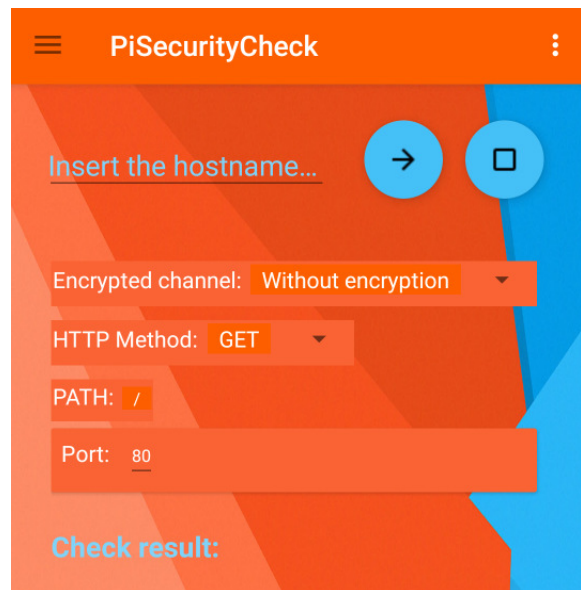 PiSecurityCheck
Insert the hostname...
Encrypted channel: Without encryption
HTTP Method: GET
PATH: /
Port: 80
Check result: